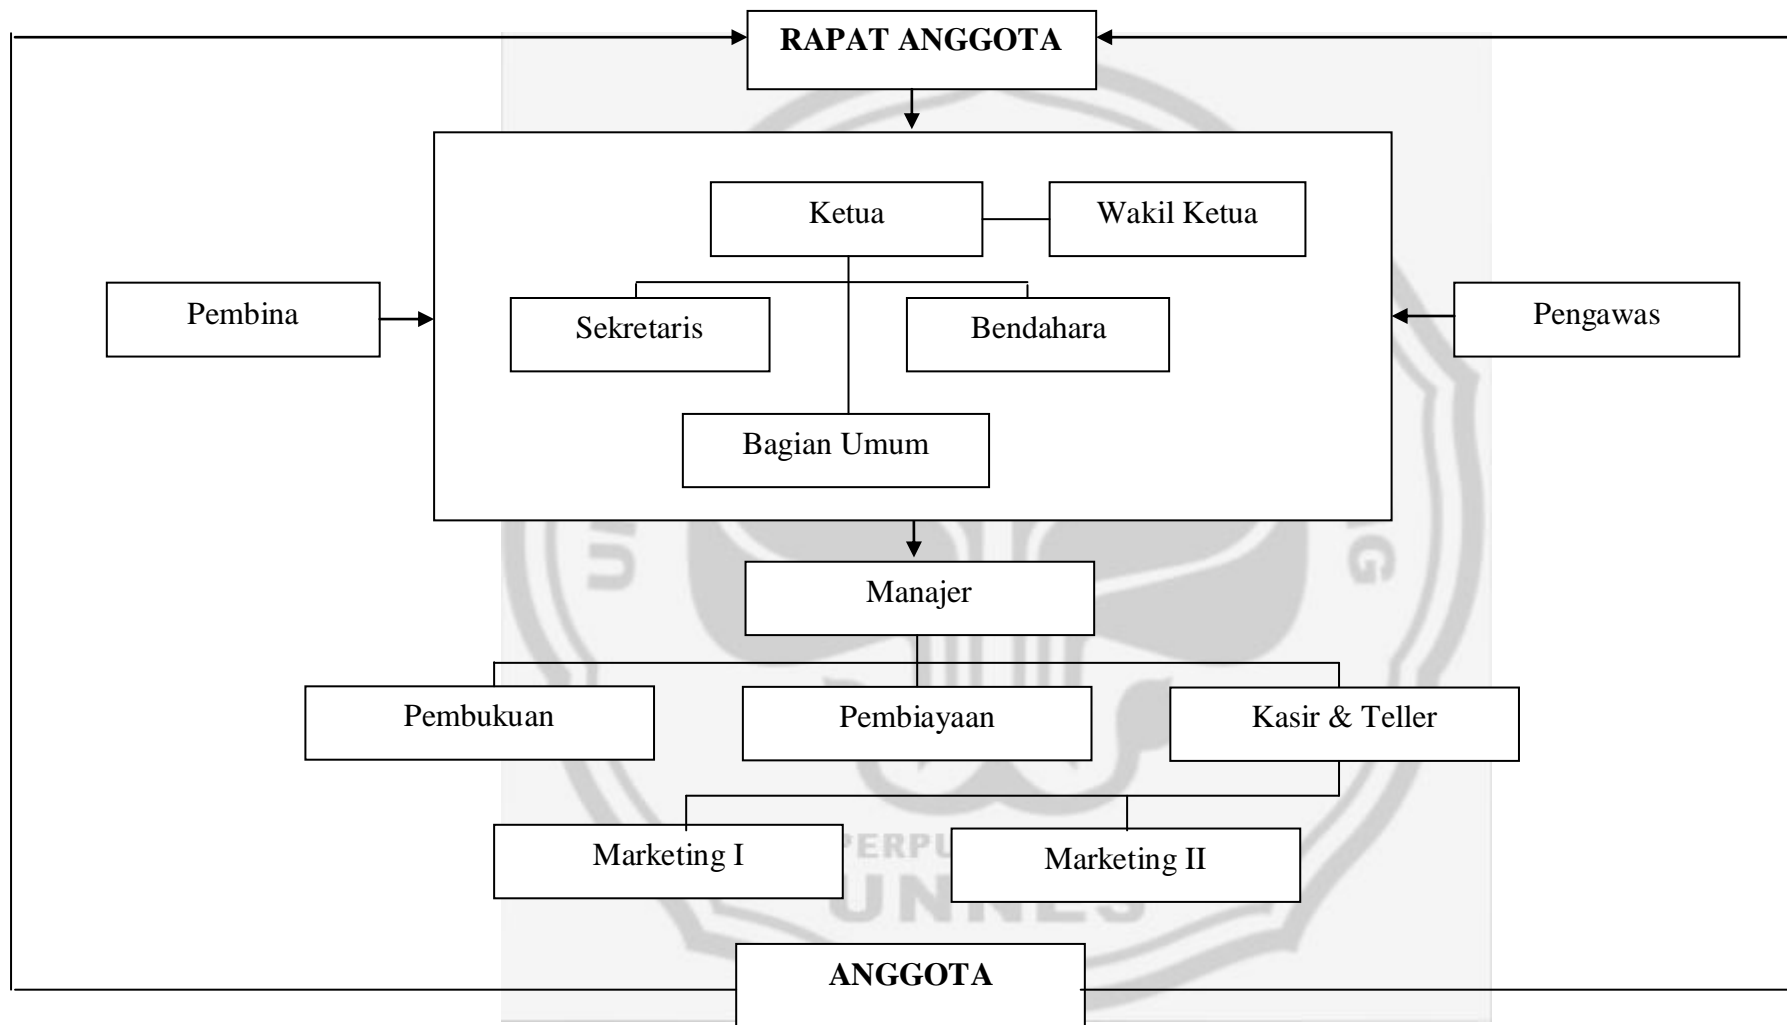 RAPAT ANGGOTA
Ketua
Wakil Ketua
Pembina
Sekretaris
Bendahara
Pengawas
Bagian Umum
Manajer
Pembukuan
Pembiayaan
Kasir & Teller
Marketing I
Marketing II
UNNES
ANGGOTA